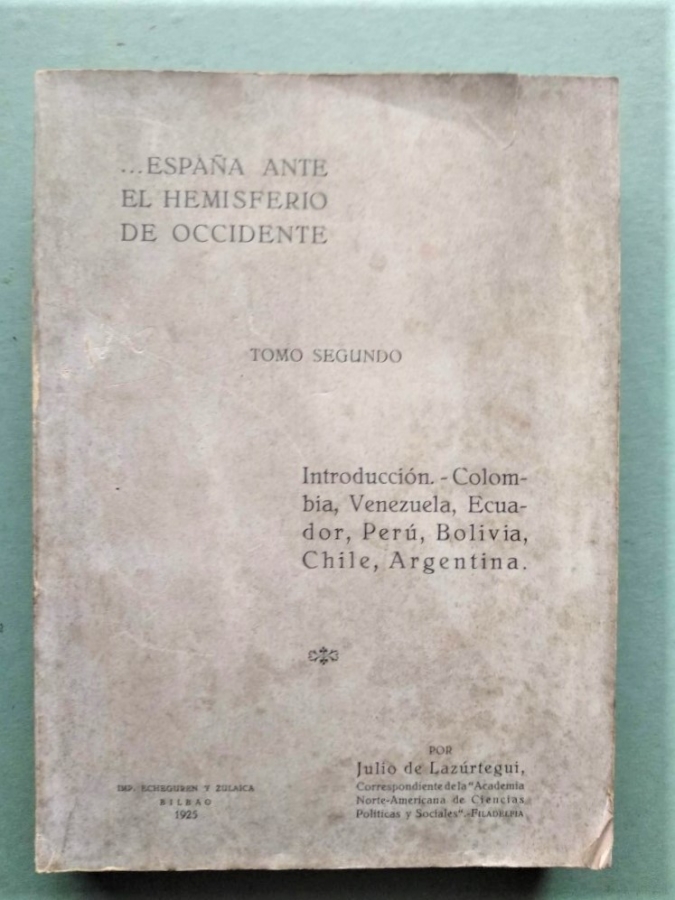 ...ESPAÑA ANTE
EL HEMISFERIO
DE OCCIDENTE
TOMO SEGUNDO
Introducción. - Colom-
bia, Venezuela, Ecua-
dor, Perú, Bolivia,
Chile, Argentina.
IMP. ECHEGUREN Y ZULAICA
BILBAO
1925
POR
Julio de Lazúrtegui,
Correspondiente de la "Academia
Norte-Americana de Ciencias
Políticas y Sociales".-FILADELFIA